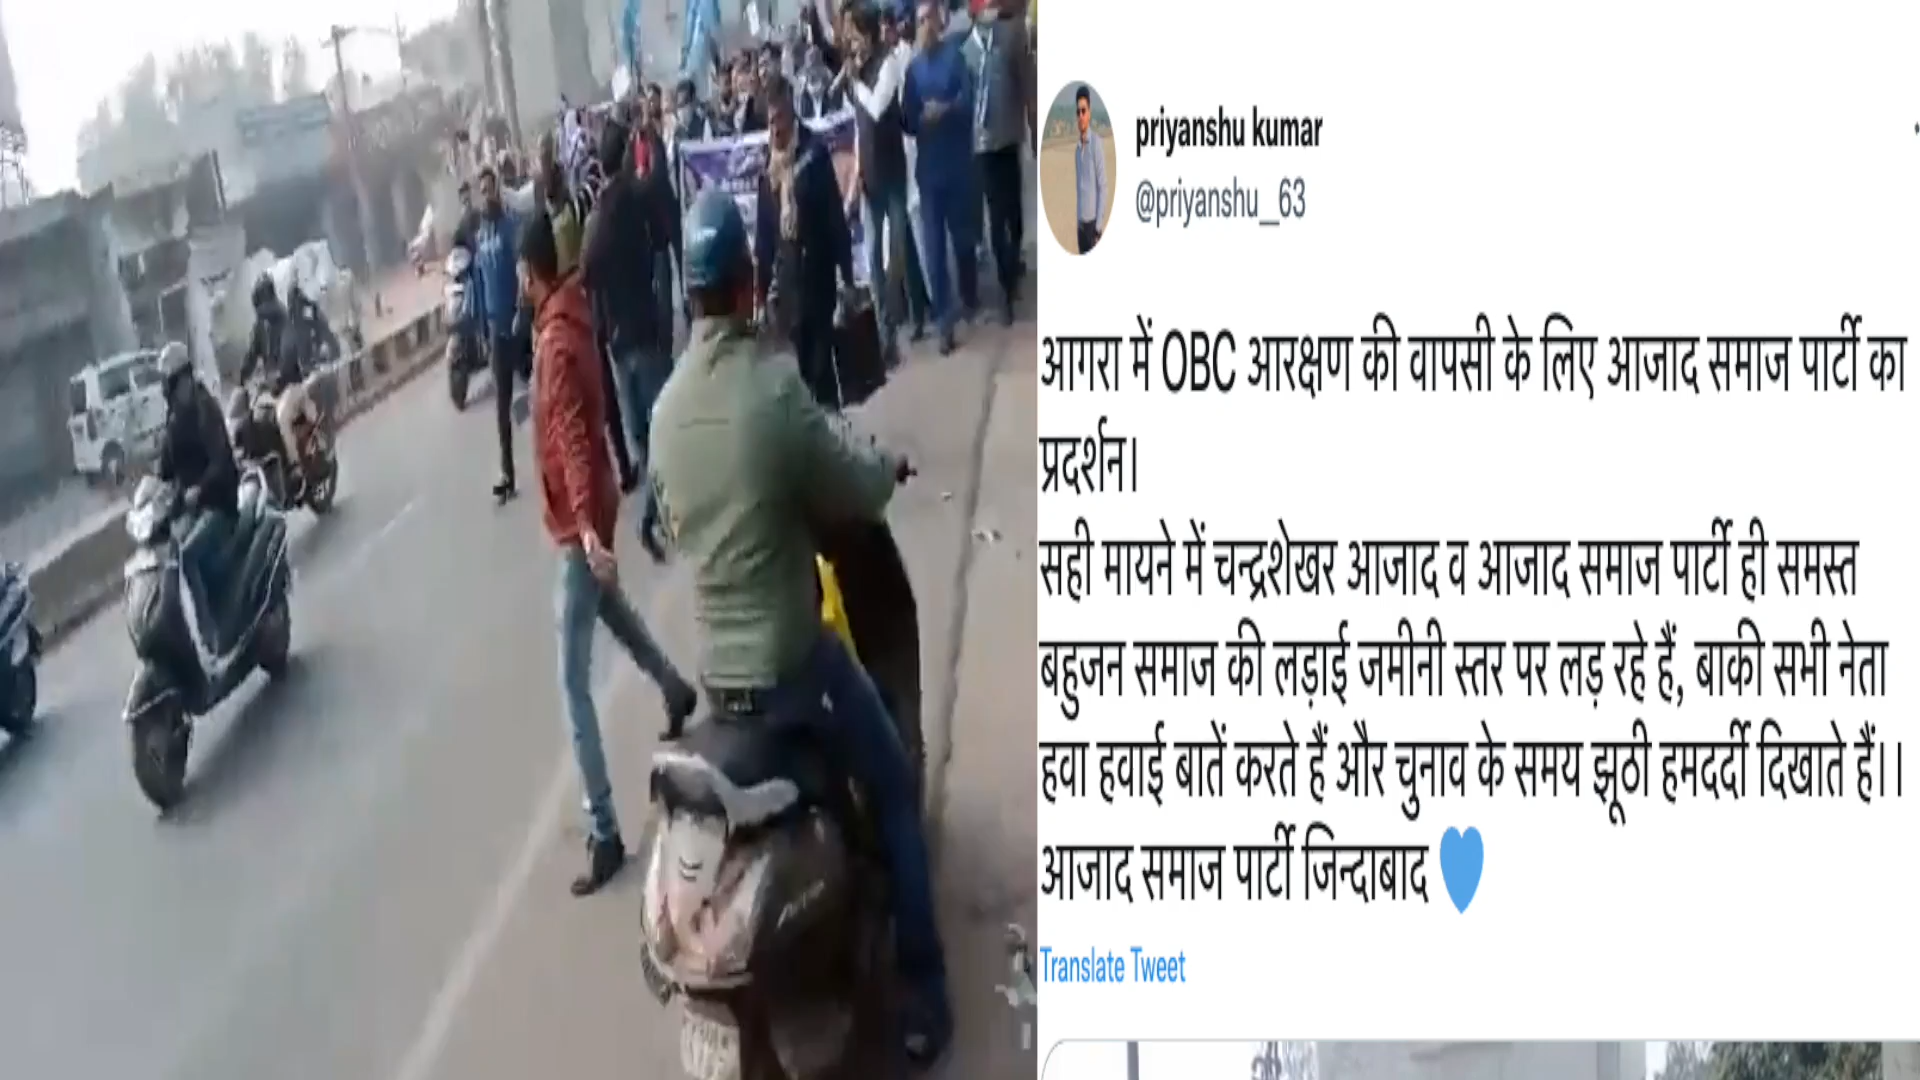 priyanshu kumar
@priyanshu__63
आगरा में OBC आरक्षण की वापसी के लिए आजाद समाज पार्टी का
प्रदर्शन।
सही मायने में चन्द्रशेखर आजाद व आजाद समाज पार्टी ही समस्त
बहुजन समाज की लड़ाई जमीनी स्तर पर लड़ रहे हैं, बाकी सभी नेता
हवा हवाई बातें करते हैं और चुनाव के समय झूठी हमदर्दी दिखाते हैं।।
आजाद समाज पार्टी जिन्दाबाद 💙
Translate Tweet